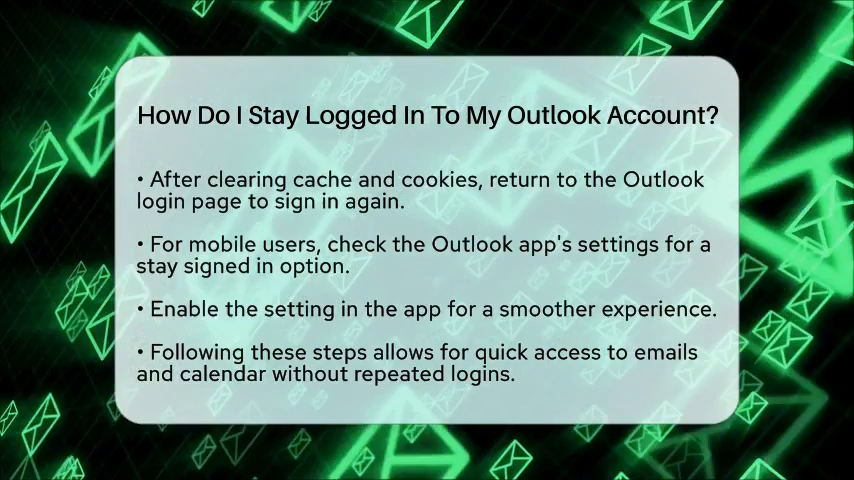 How Do I Stay Logged In To My Outlook Account?
• After clearing cache and cookies, return to the Outlook
login page to sign in again.
• For mobile users, check the Outlook app's settings for a
stay signed in option.
• Enable the setting in the app for a smoother experience.
• Following these steps allows for quick access to emails
and calendar without repeated logins.